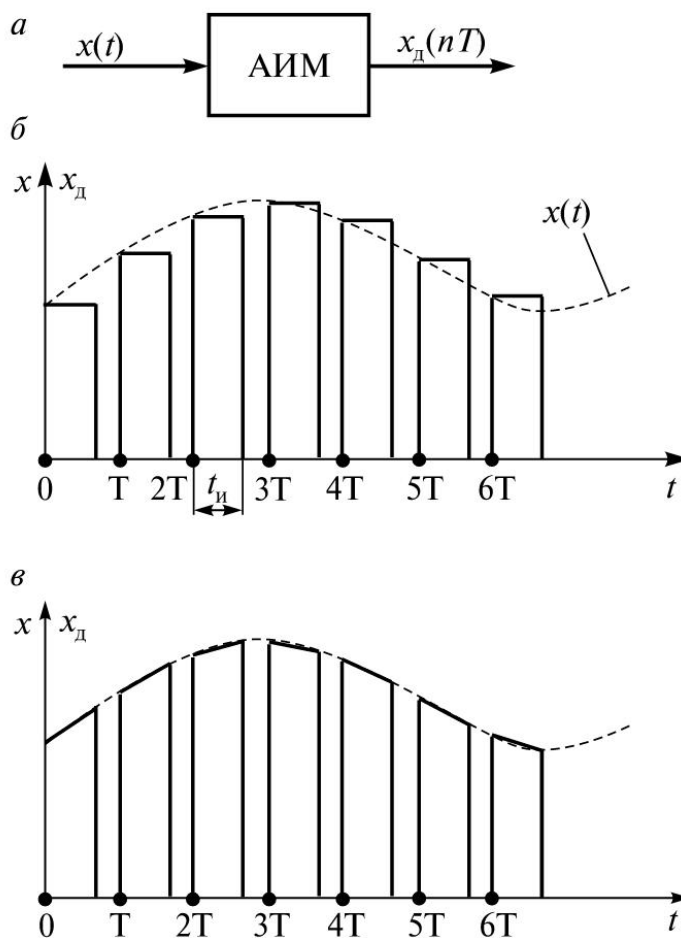 а
x(t) АИМ xд(nT)
б
x xд
x(t)
0 T 2T tи 3T 4T 5T 6T t
в
x xд
0 T 2T 3T 4T 5T 6T t